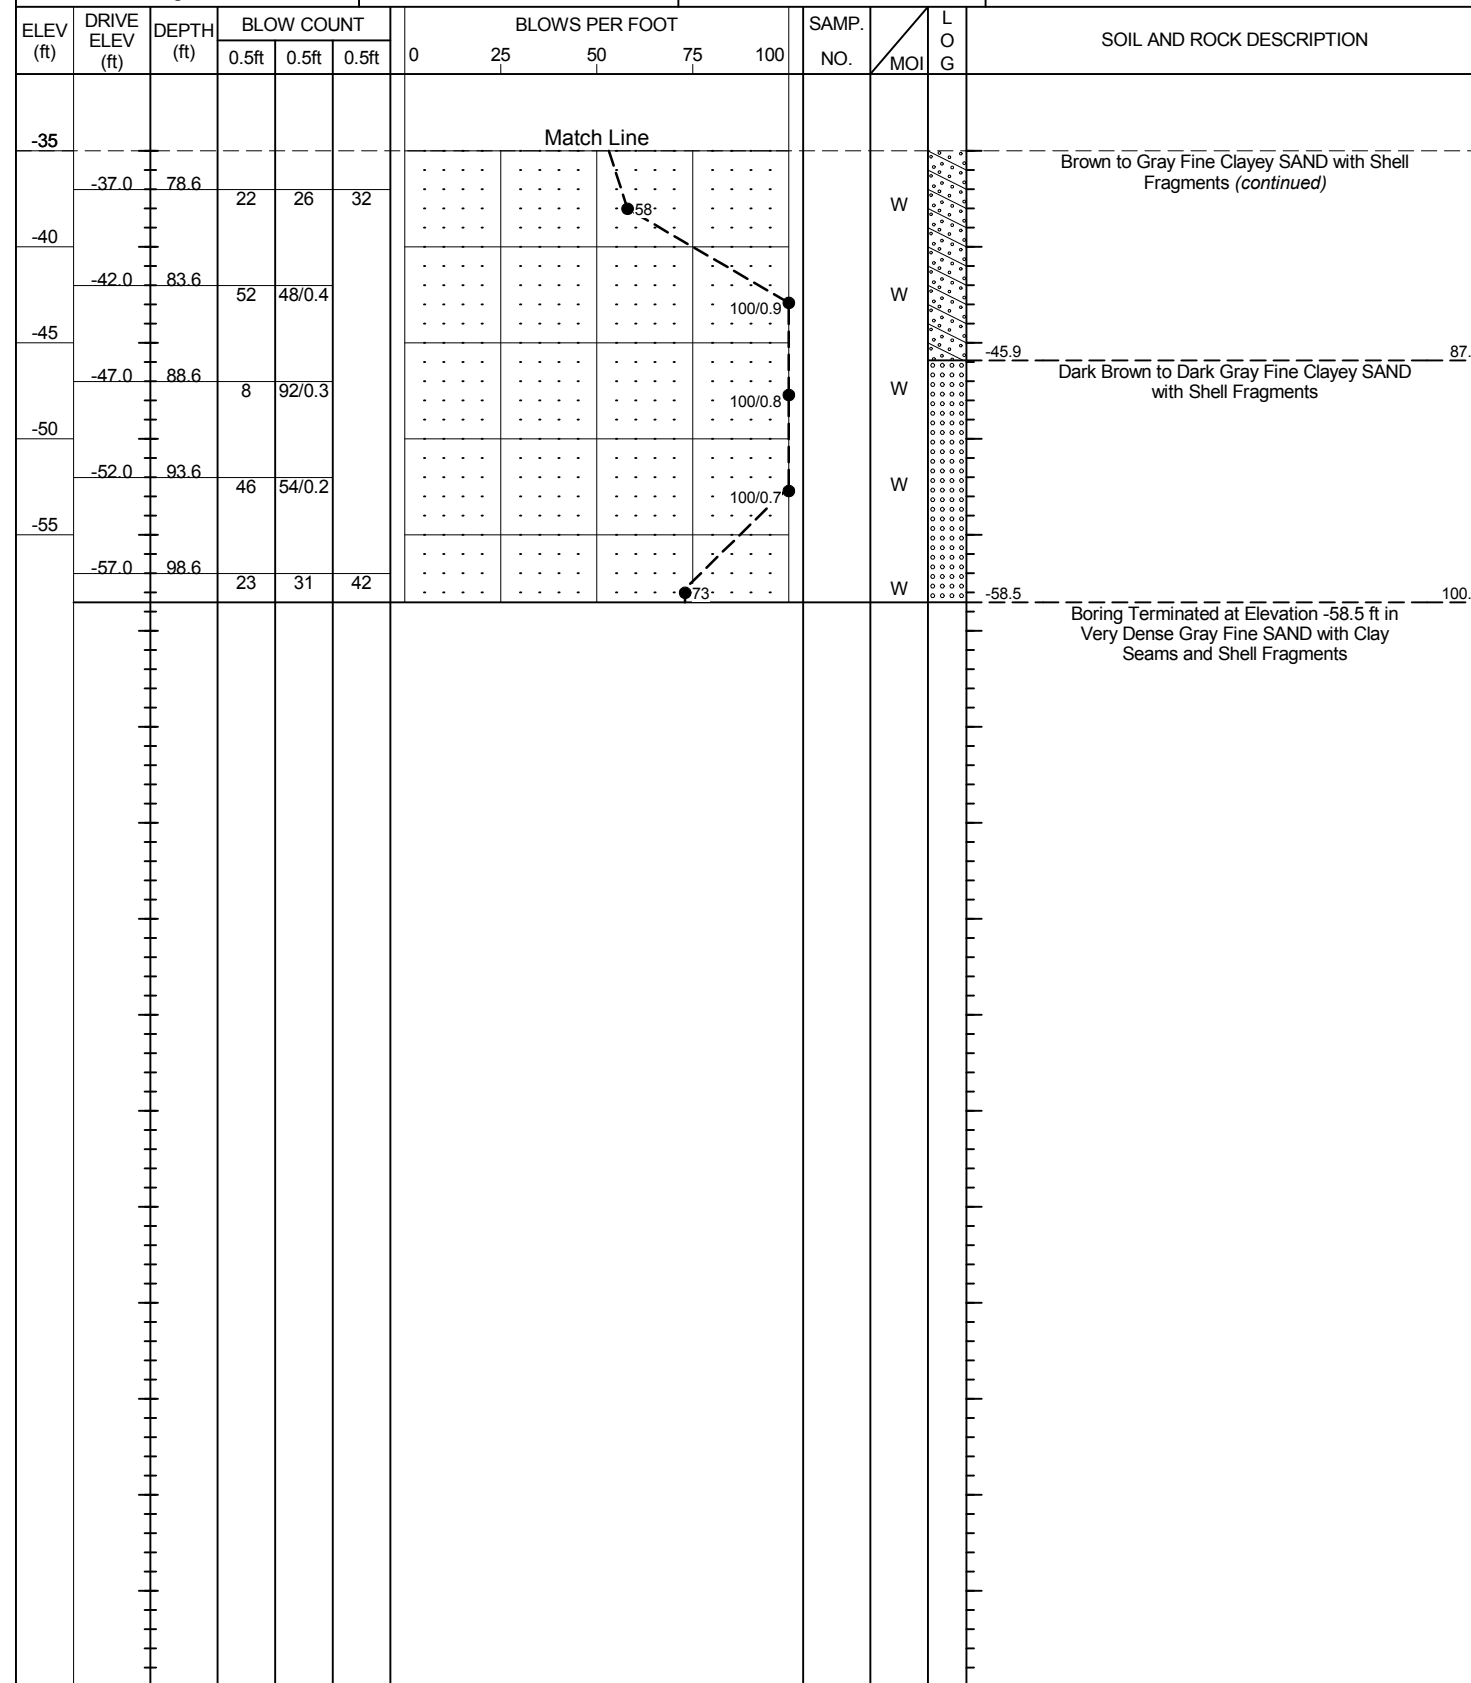 ELEV (ft) DRIVE ELEV (ft) DEPTH (ft) BLOW COUNT BLOWS PER FOOT SAMP. NO. MOI LOG SOIL AND ROCK DESCRIPTION
0.5ft 0.5ft 0.5ft 0 25 50 75 100
Match Line
-35
Brown to Gray Fine Clayey SAND with Shell
Fragments (continued)
-37.0 78.6 22 26 32 58 W
-40
-42.0 83.6 52 48/0.4 100/0.9 W
-45
-45.9 87.
Dark Brown to Dark Gray Fine Clayey SAND
with Shell Fragments
-47.0 88.6 8 92/0.3 100/0.8 W
-50
-52.0 93.6 46 54/0.2 100/0.7 W
-55
-57.0 98.6 23 31 42 73 W
-58.5 100.
Boring Terminated at Elevation -58.5 ft in
Very Dense Gray Fine SAND with Clay
Seams and Shell Fragments